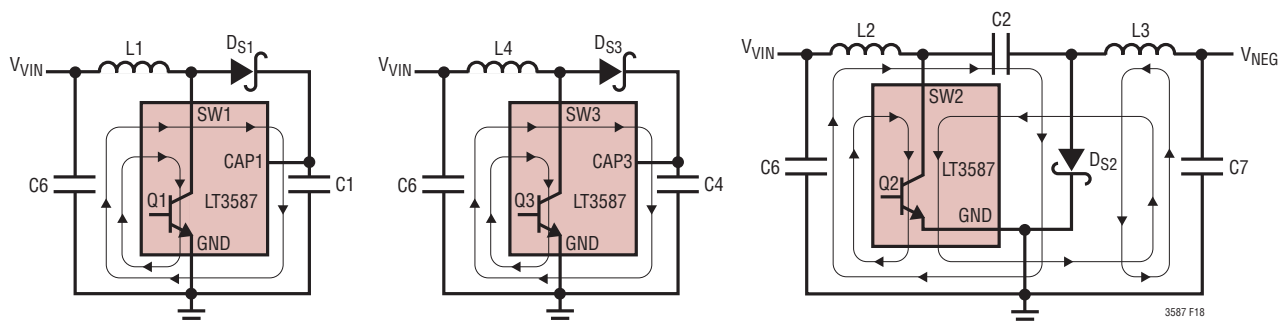 L1
DS1
VVIN
SW1
CAP1
C6
C1
Q1
LT3587
GND
L4
DS3
VVIN
SW3
CAP3
C6
C4
Q3
LT3587
GND
C2
L2
L3
VVIN
VNEG
SW2
DS2
C6
C7
Q2
LT3587
GND
3587 F18